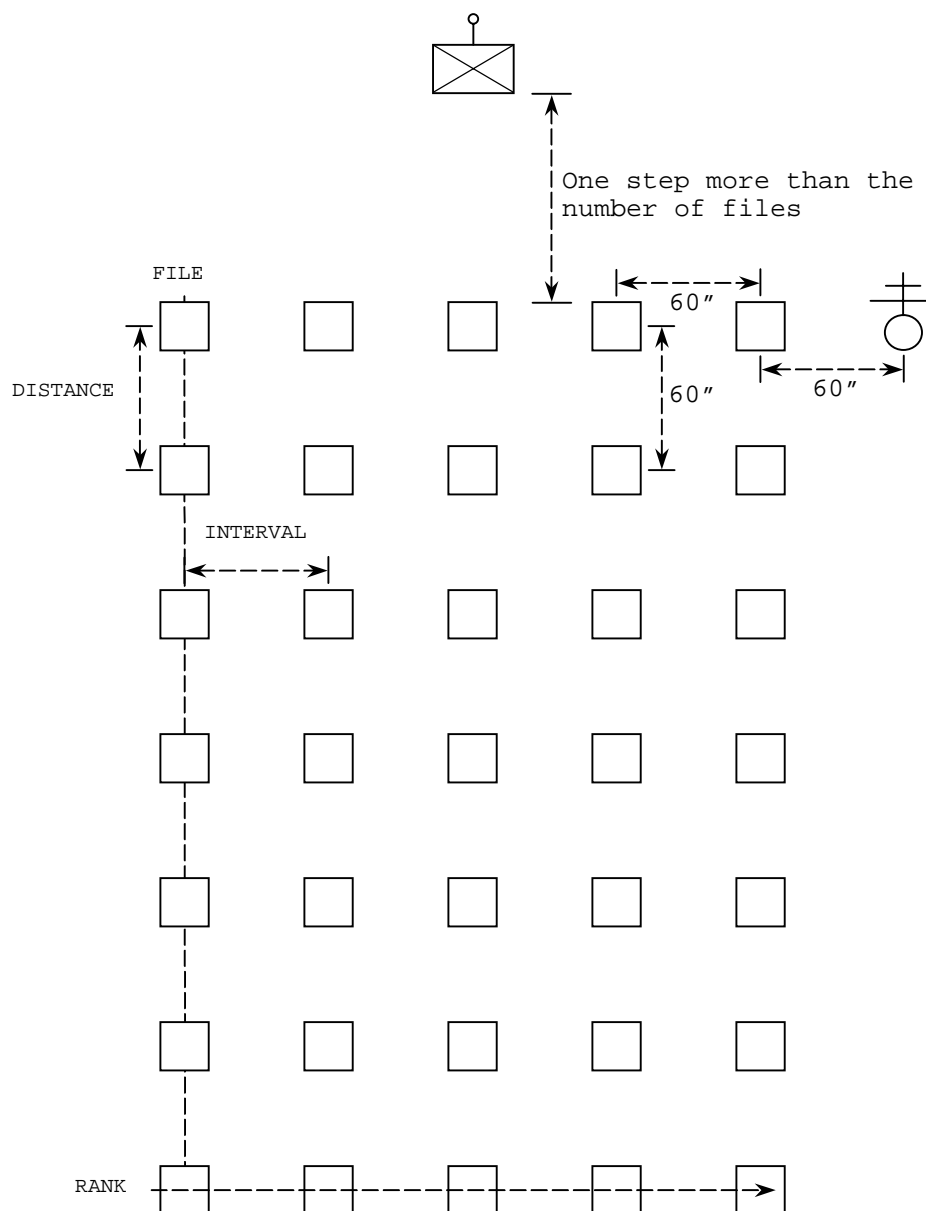 One step more than the
number of files
FILE
60″
DISTANCE
60″
60″
INTERVAL
RANK